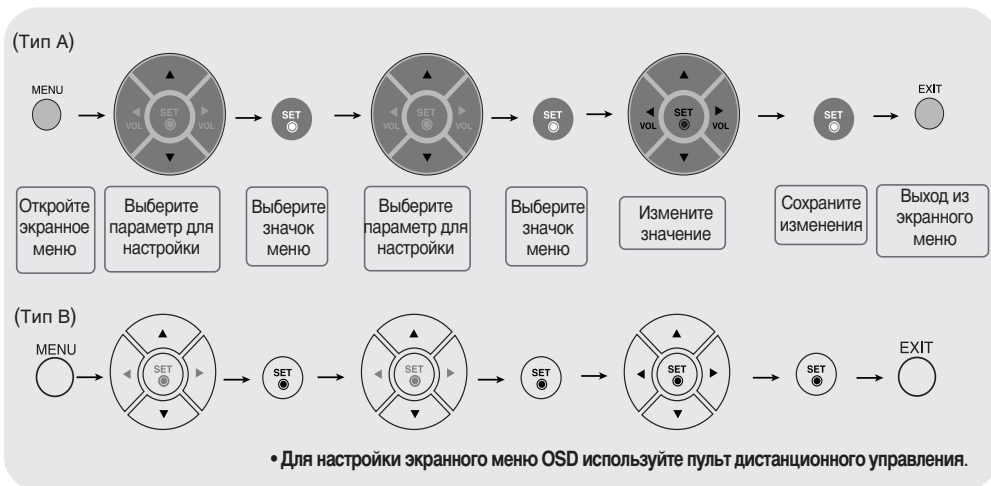 (Тип A)
MENU
EXIT
SET
VOL
VOL
SET
SET
VOL
VOL
SET
SET
VOL
VOL
SET
Откройте
экранное
меню
Выберите
параметр для
настройки
Выберите
значок
меню
Выберите
параметр для
настройки
Выберите
значок
меню
Измените
значение
Сохраните
изменения
Выход из
экранного
меню
(Тип B)
MENU
EXIT
SET
SET
SET
SET
SET
SET
• Для настройки экранного меню OSD используйте пульт дистанционного управления.